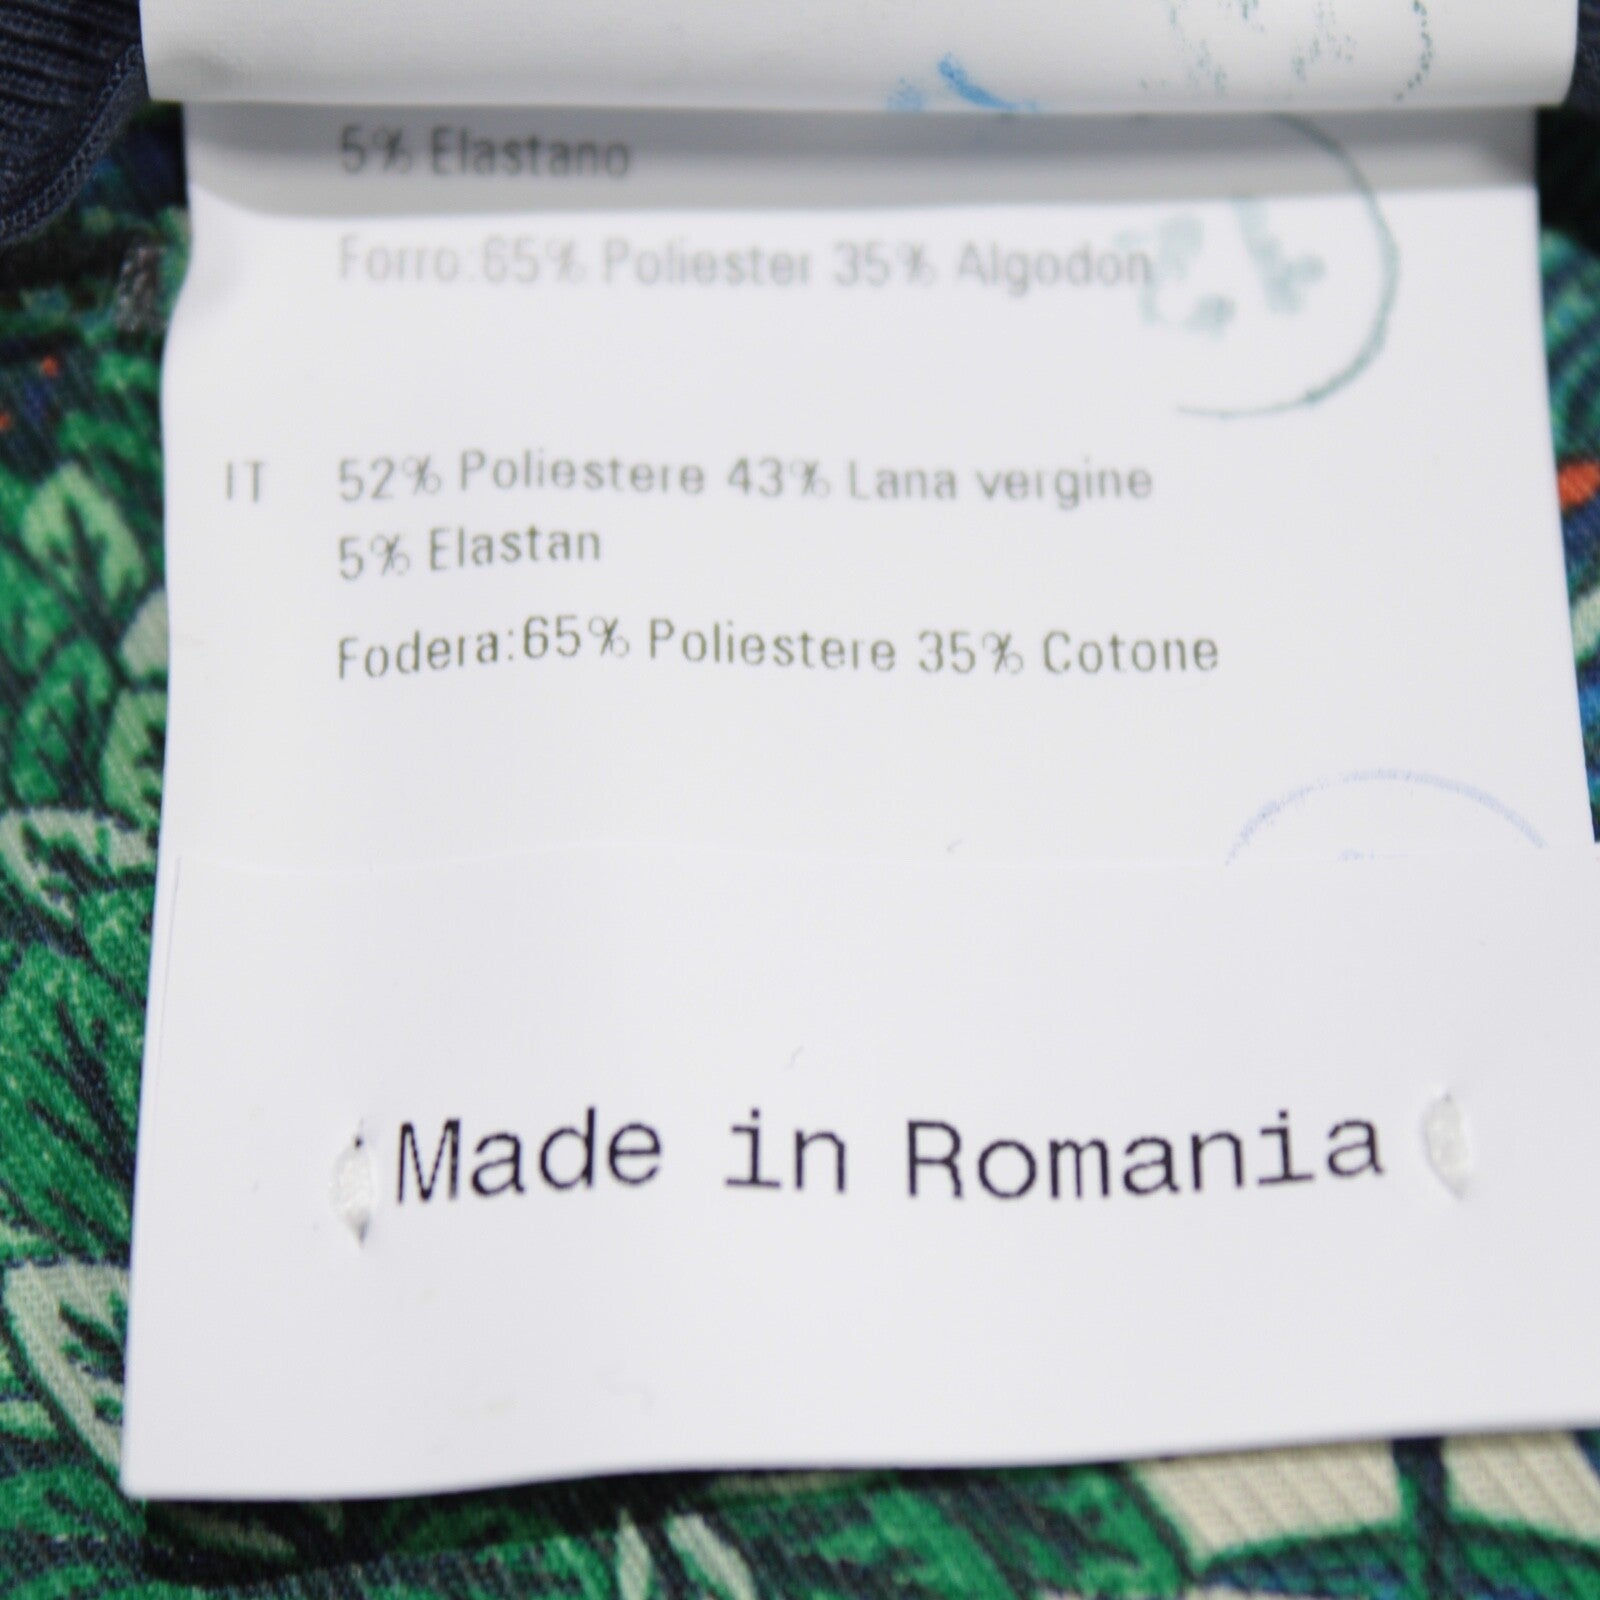 5% Elastano
Forro:65% Poliester 35% Algodon
IT 52% Poliestere 43% Lana vergine
5% Elastan
Fodera:65% Poliestere 35% Cotone
Made in Romania